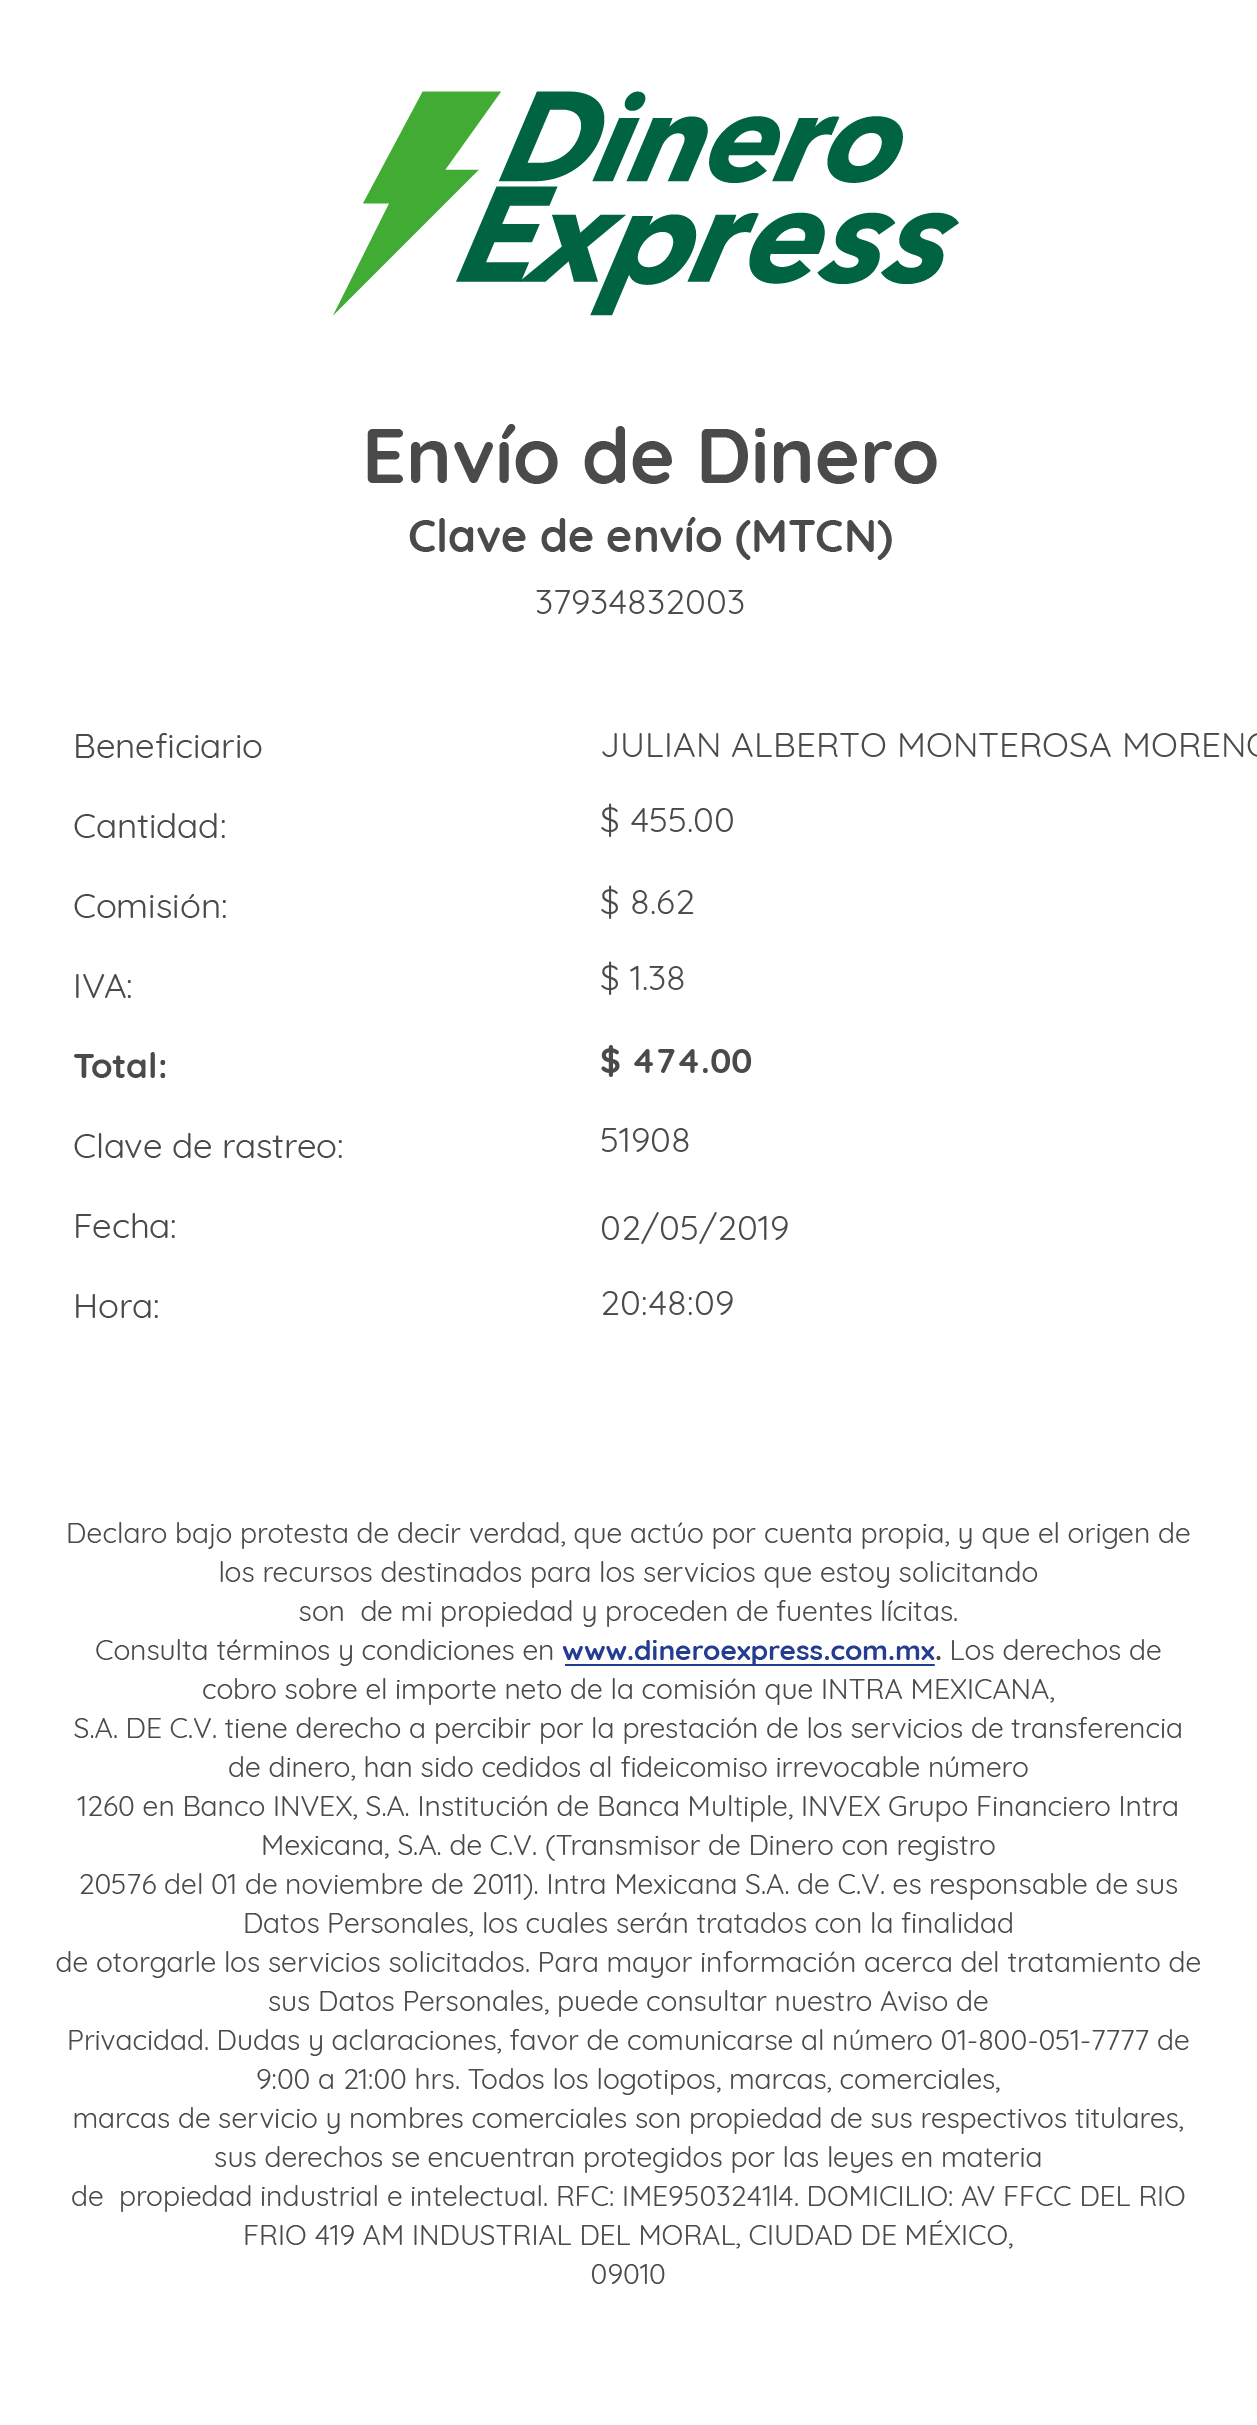 Dinero
Express
Envío de Dinero
Clave de envío (MTCN)
37934832003
Beneficiario JULIAN ALBERTO MONTEROSA MORENO
Cantidad: $ 455.00
Comisión: $ 8.62
IVA: $ 1.38
Total: $ 474.00
Clave de rastreo: 51908
Fecha: 02/05/2019
Hora: 20:48:09
Declaro bajo protesta de decir verdad, que actúo por cuenta propia, y que el origen de
los recursos destinados para los servicios que estoy solicitando
son  de mi propiedad y proceden de fuentes lícitas.
Consulta términos y condiciones en www.dineroexpress.com.mx. Los derechos de
cobro sobre el importe neto de la comisión que INTRA MEXICANA,
S.A. DE C.V. tiene derecho a percibir por la prestación de los servicios de transferencia
de dinero, han sido cedidos al fideicomiso irrevocable número
1260 en Banco INVEX, S.A. Institución de Banca Multiple, INVEX Grupo Financiero Intra
Mexicana, S.A. de C.V. (Transmisor de Dinero con registro
20576 del 01 de noviembre de 2011). Intra Mexicana S.A. de C.V. es responsable de sus
Datos Personales, los cuales serán tratados con la finalidad
de otorgarle los servicios solicitados. Para mayor información acerca del tratamiento de
sus Datos Personales, puede consultar nuestro Aviso de
Privacidad. Dudas y aclaraciones, favor de comunicarse al número 01-800-051-7777 de
9:00 a 21:00 hrs. Todos los logotipos, marcas, comerciales,
marcas de servicio y nombres comerciales son propiedad de sus respectivos titulares,
sus derechos se encuentran protegidos por las leyes en materia
de  propiedad industrial e intelectual. RFC: IME9503241l4. DOMICILIO: AV FFCC DEL RIO
FRIO 419 AM INDUSTRIAL DEL MORAL, CIUDAD DE MÉXICO,
09010